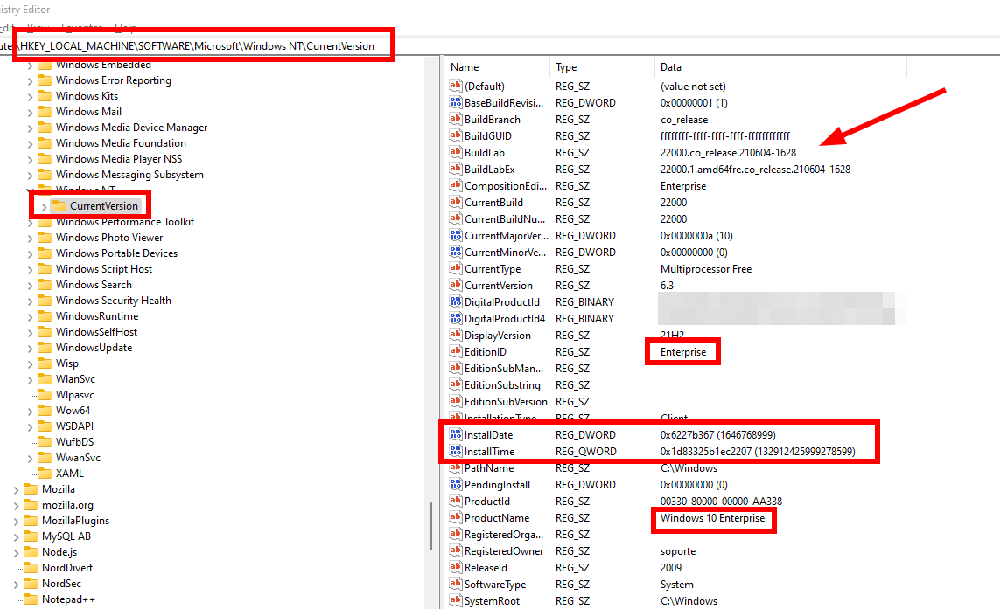 istry Editor
Edit View Favorites Help
ute\HKEY_LOCAL_MACHINE\SOFTWARE\Microsoft\Windows NT\CurrentVersion
Windows Embedded
Windows Error Reporting
Windows Kits
Windows Mail
Windows Media Device Manager
Windows Media Foundation
Windows Media Player NSS
Windows Messaging Subsystem
Windows NT
CurrentVersion
Windows Performance Toolkit
Windows Photo Viewer
Windows Portable Devices
Windows Script Host
Windows Search
Windows Security Health
WindowsRuntime
WindowsSelfHost
WindowsUpdate
Wisp
WlanSvc
Wlpasvc
Wow64
WSDAPI
WufbDS
WwanSvc
XAML
Mozilla
mozilla.org
MozillaPlugins
MySQL AB
Node.js
NordDivert
NordSec
Notepad++
Name Type Data
(Default) REG_SZ (value not set)
BaseBuildRevisi... REG_DWORD 0x00000001 (1)
BuildBranch REG_SZ co_release
BuildGUID REG_SZ ffffffff-ffff-ffff-ffff-ffffffffffff
BuildLab REG_SZ 22000.co_release.210604-1628
BuildLabEx REG_SZ 22000.1.amd64fre.co_release.210604-1628
CompositionEdi... REG_SZ Enterprise
CurrentBuild REG_SZ 22000
CurrentBuildNu... REG_SZ 22000
CurrentMajorVer... REG_DWORD 0x0000000a (10)
CurrentMinorVe... REG_DWORD 0x00000000 (0)
CurrentType REG_SZ Multiprocessor Free
CurrentVersion REG_SZ 6.3
DigitalProductId REG_BINARY
DigitalProductId4 REG_BINARY
DisplayVersion REG_SZ 21H2
EditionID REG_SZ Enterprise
EditionSubMan... REG_SZ
EditionSubstring REG_SZ
EditionSubVersion REG_SZ
InstallationType REG_SZ Client
InstallDate REG_DWORD 0x6227b367 (1646768999)
InstallTime REG_QWORD 0x1d83325b1ec2207 (132912425999278599)
PathName REG_SZ C:\Windows
PendingInstall REG_DWORD 0x00000000 (0)
ProductId REG_SZ 00330-80000-00000-AA338
ProductName REG_SZ Windows 10 Enterprise
RegisteredOrga... REG_SZ
RegisteredOwner REG_SZ soporte
ReleaseId REG_SZ 2009
SoftwareType REG_SZ System
SystemRoot REG_SZ C:\Windows